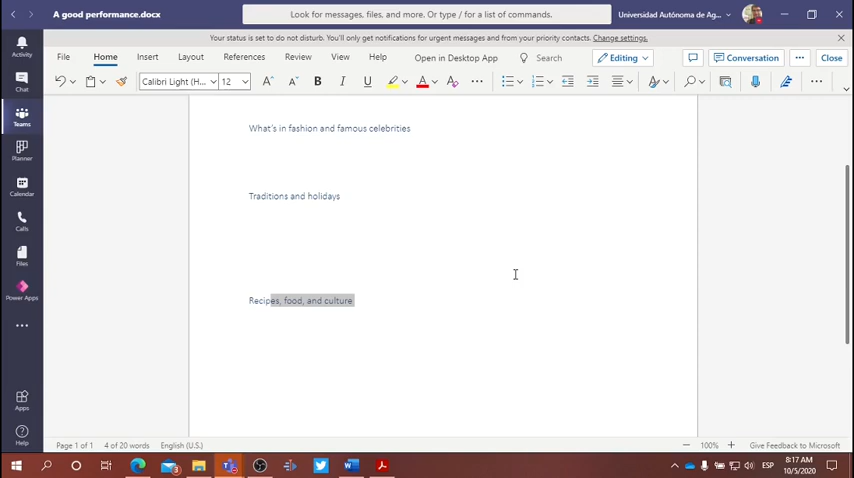 A good performance.docx
Look for messages, files, and more. Or type / for a list of commands.
Universidad Autónoma de Ag...
Your status is set to do not disturb. You'll only get notifications for urgent messages and from your priority contacts. Change settings.
File Home Insert Layout References Review View Help Open in Desktop App Search Editing Conversation Close
Calibri Light (H... 12 B I U A
Activity
Chat
Teams
Planner
Calendar
Calls
Files
Power Apps
Apps
Help
What's in fashion and famous celebrities
Traditions and holidays
Recipes, food, and culture
Page 1 of 1 4 of 20 words English (U.S.) 100% Give Feedback to Microsoft
3 ESP 8:17 AM
10/5/2020